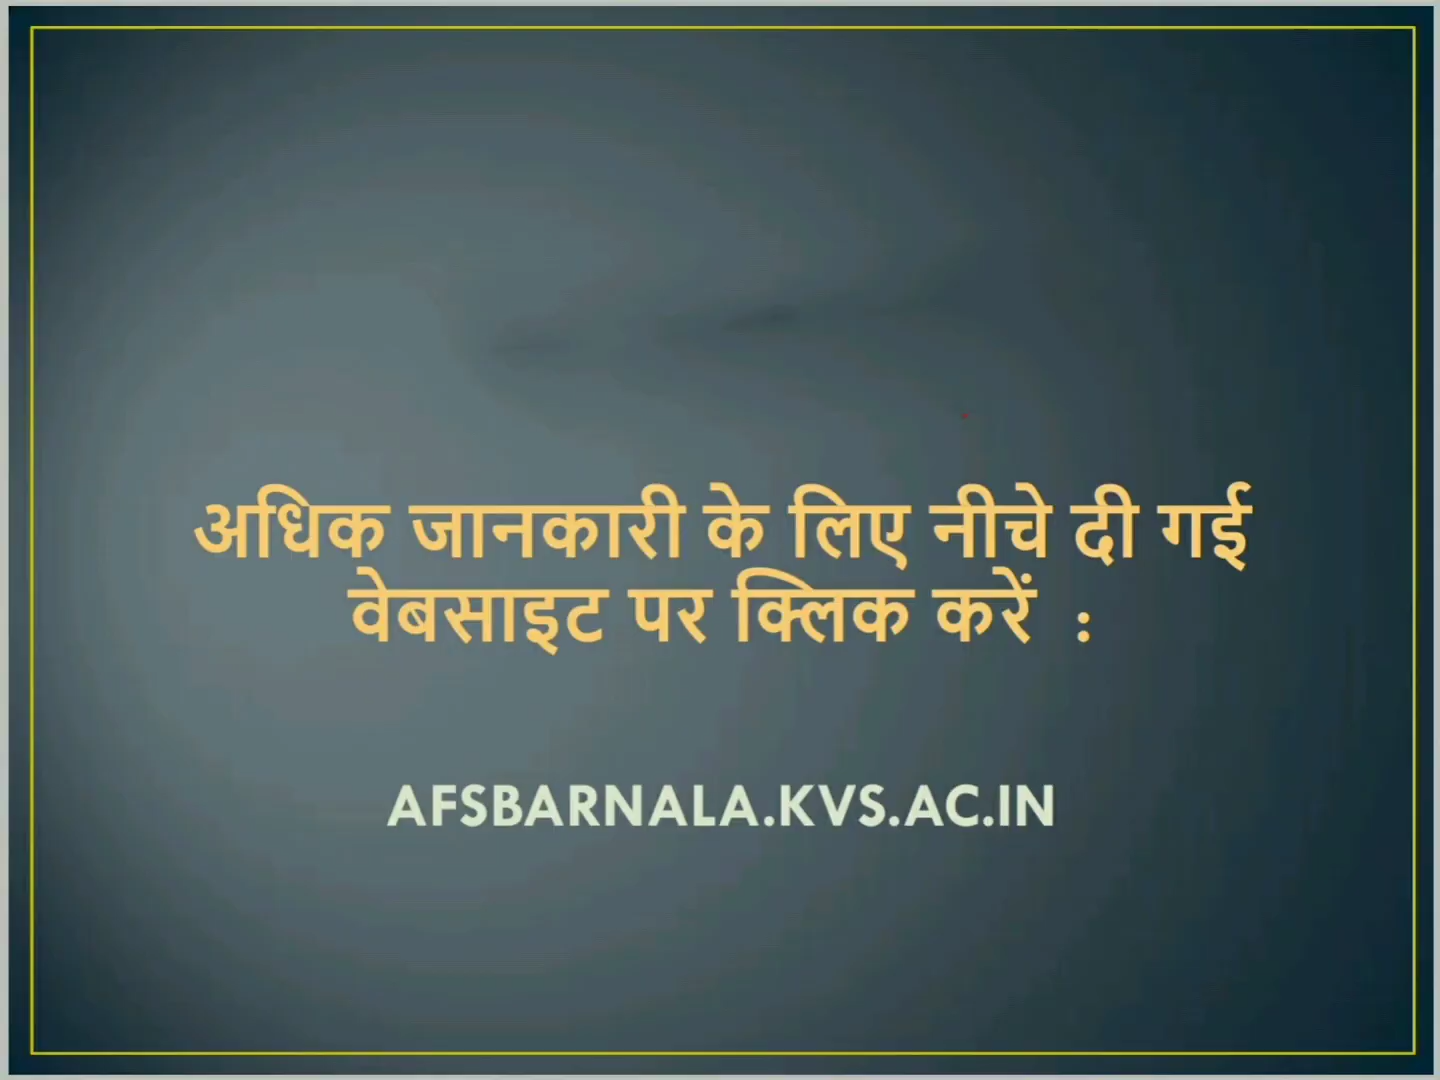 अधिक जानकारी के लिए नीचे दी गई
वेबसाइट पर क्लिक करें :
AFSBARNALA.KVS.AC.IN